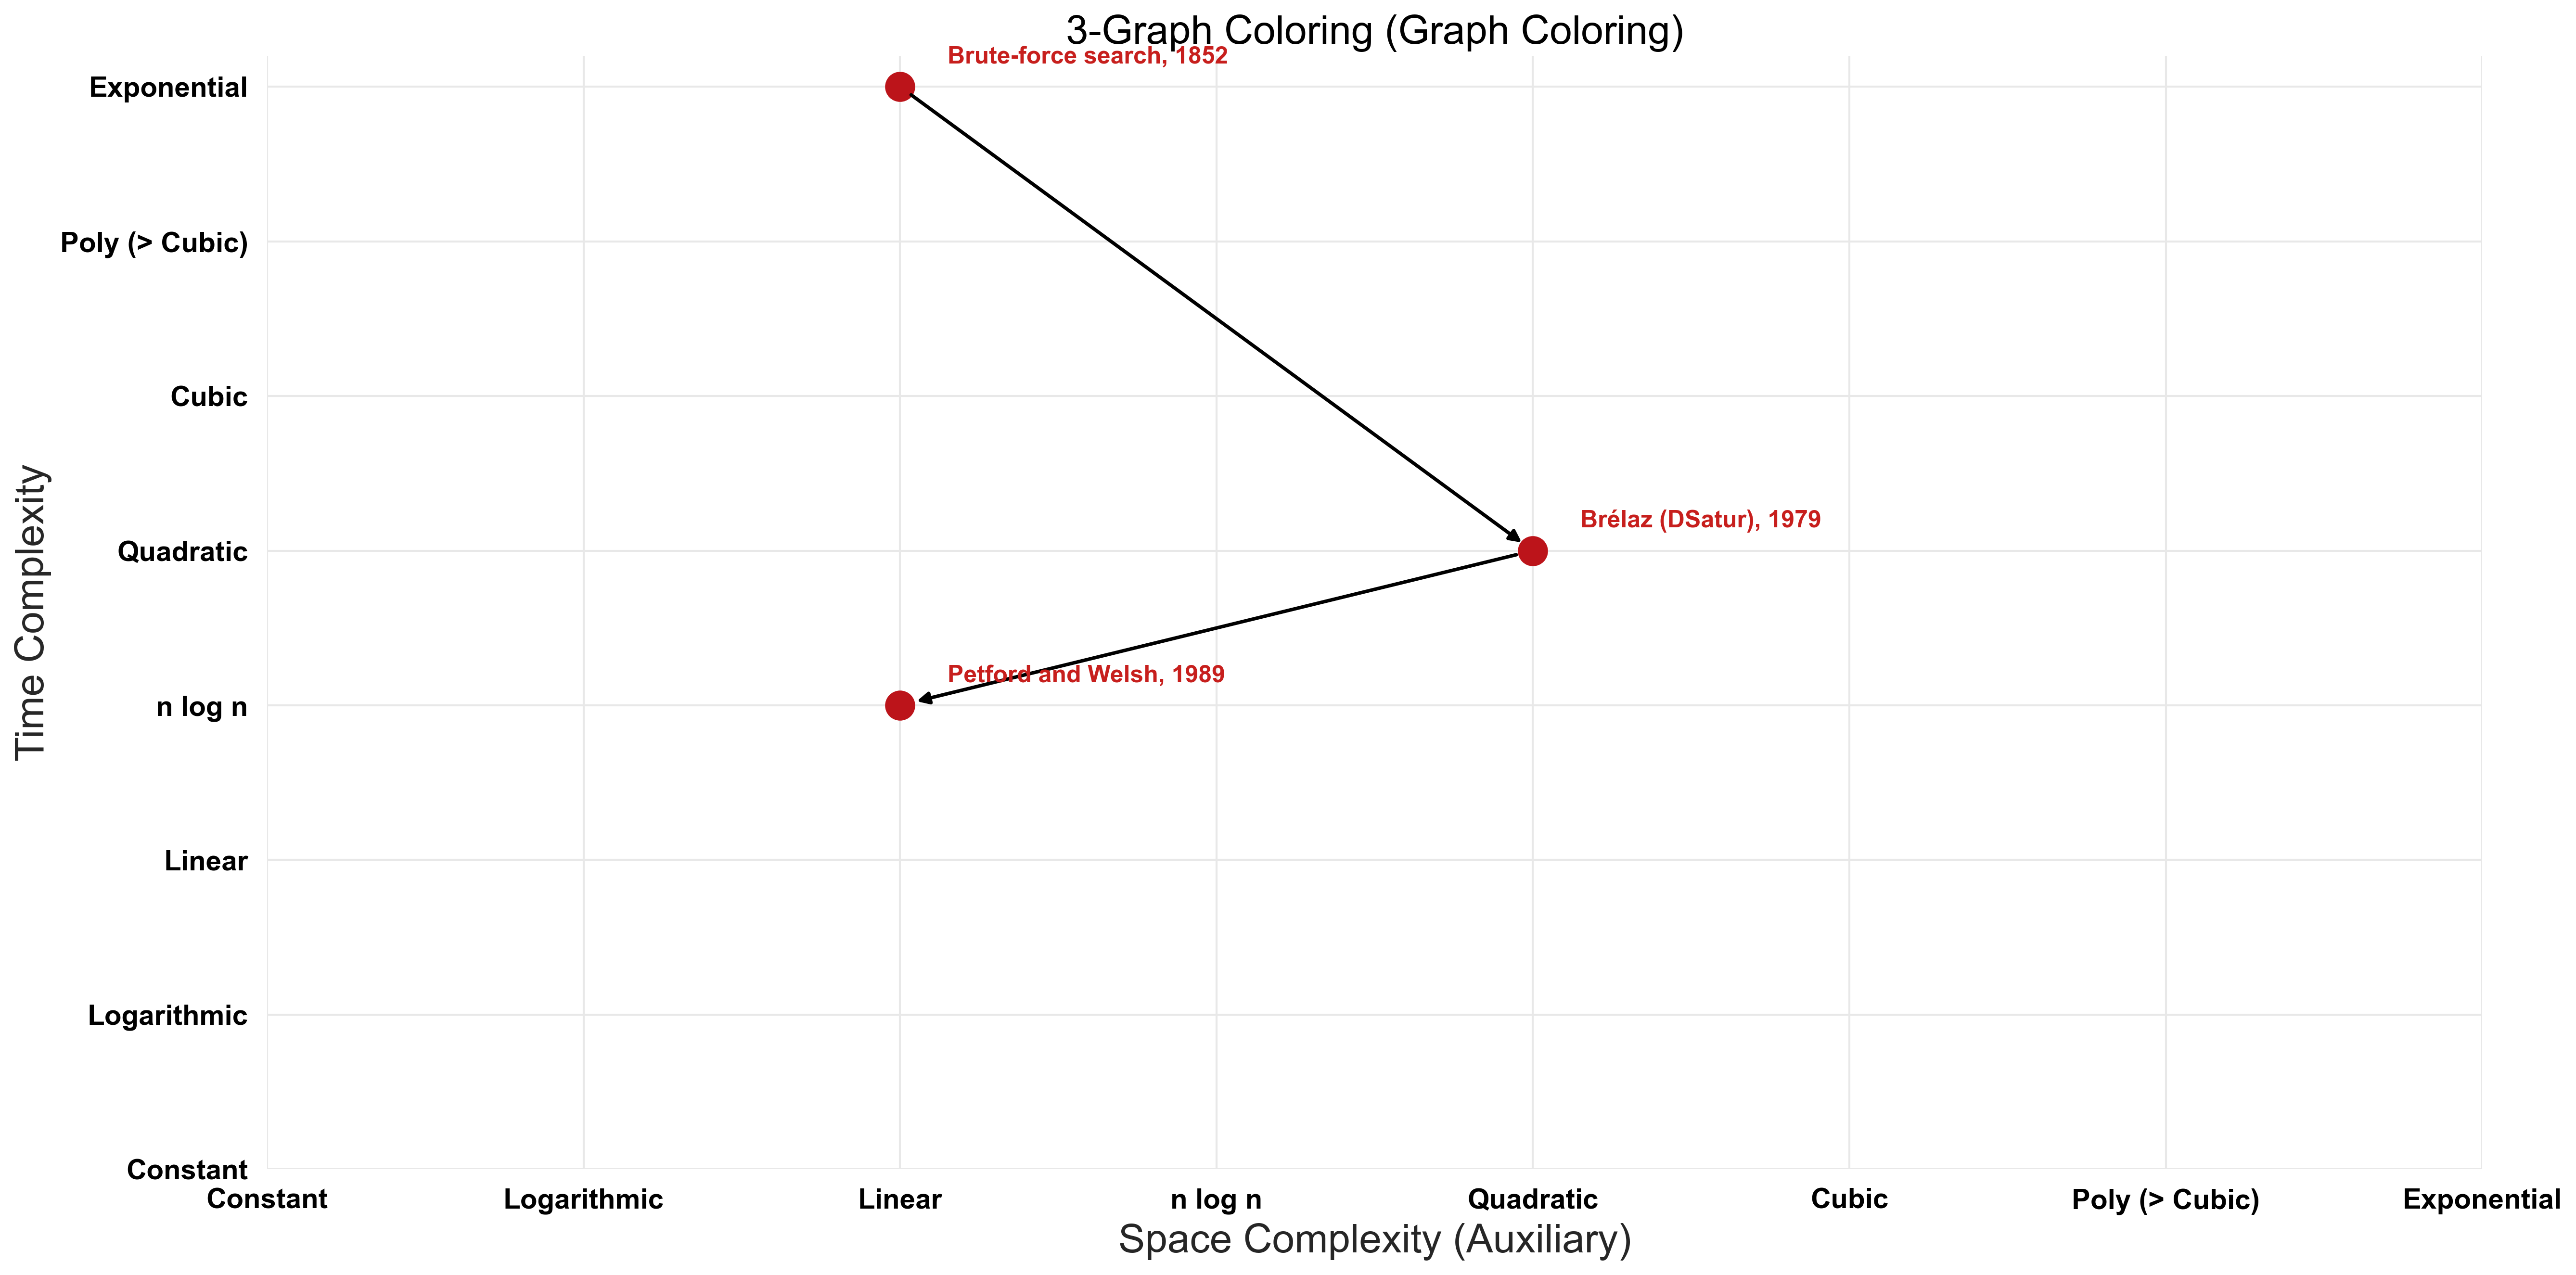 3-Graph Coloring (Graph Coloring)
Brute-force search, 1852
Exponential
Poly (> Cubic)
Cubic
Brélaz (DSatur), 1979
Quadratic
Petford and Welsh, 1989
n log n
Linear
Logarithmic
Constant
Time Complexity
Constant
Logarithmic
Linear
n log n
Quadratic
Cubic
Poly (> Cubic)
Exponential
Space Complexity (Auxiliary)